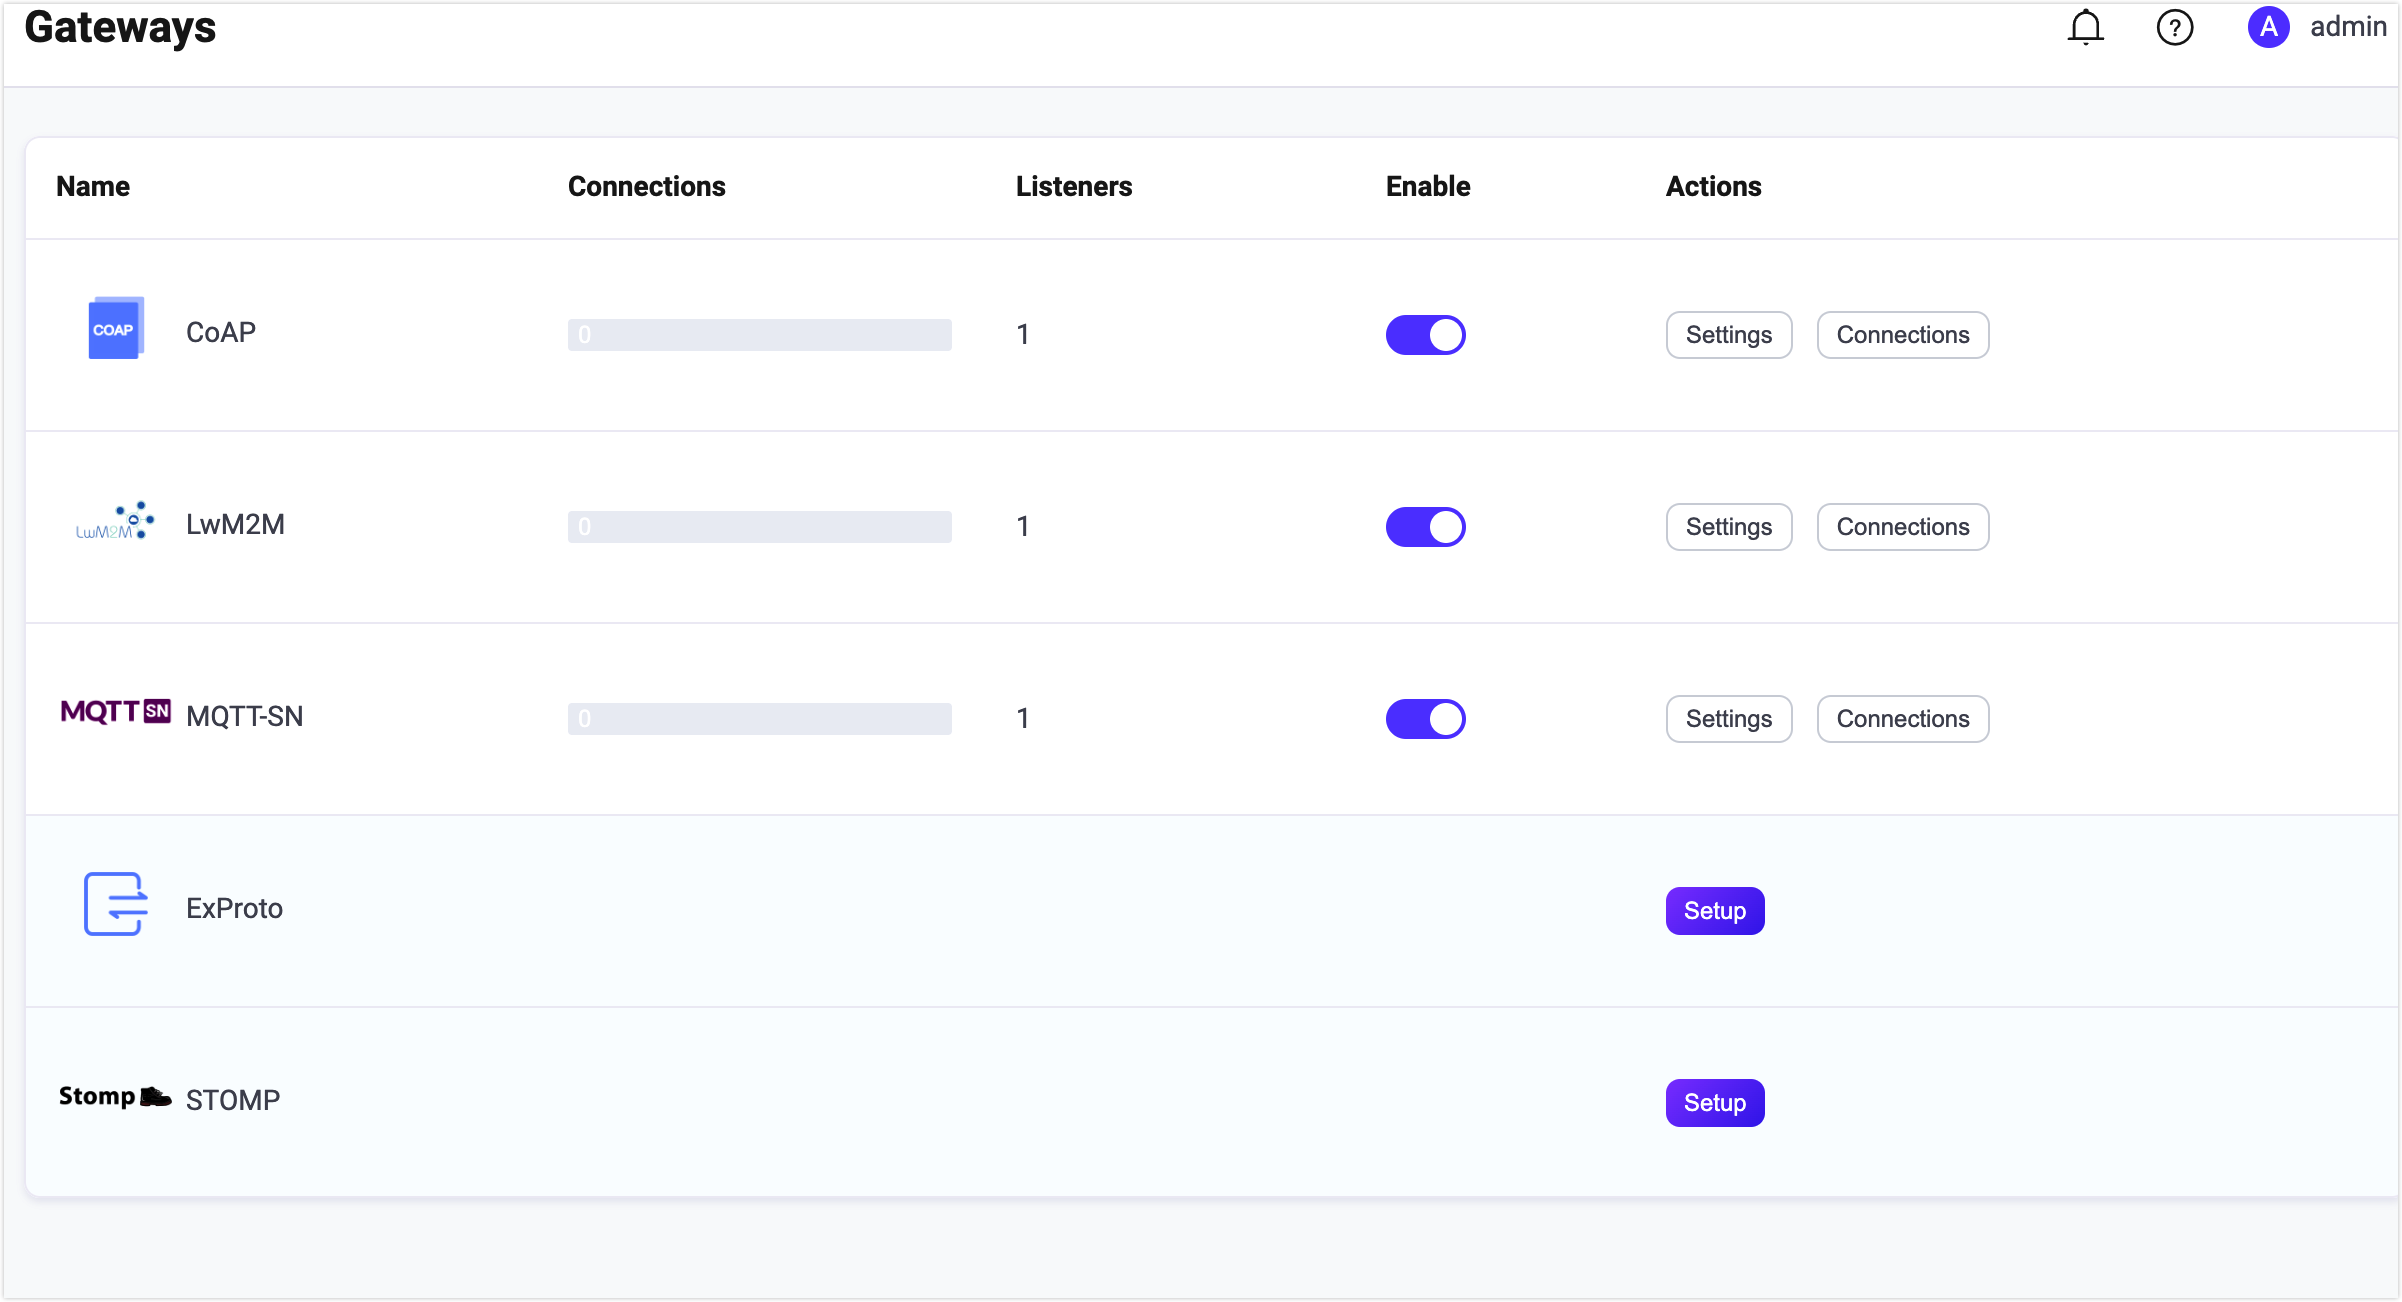 Gateways
? A admin
Name Connections Listeners Enable Actions
COAP CoAP 0 1 Settings Connections
LwM2M LwM2M 0 1 Settings Connections
MQTT SN MQTT-SN 0 1 Settings Connections
ExProto Setup
Stomp STOMP Setup